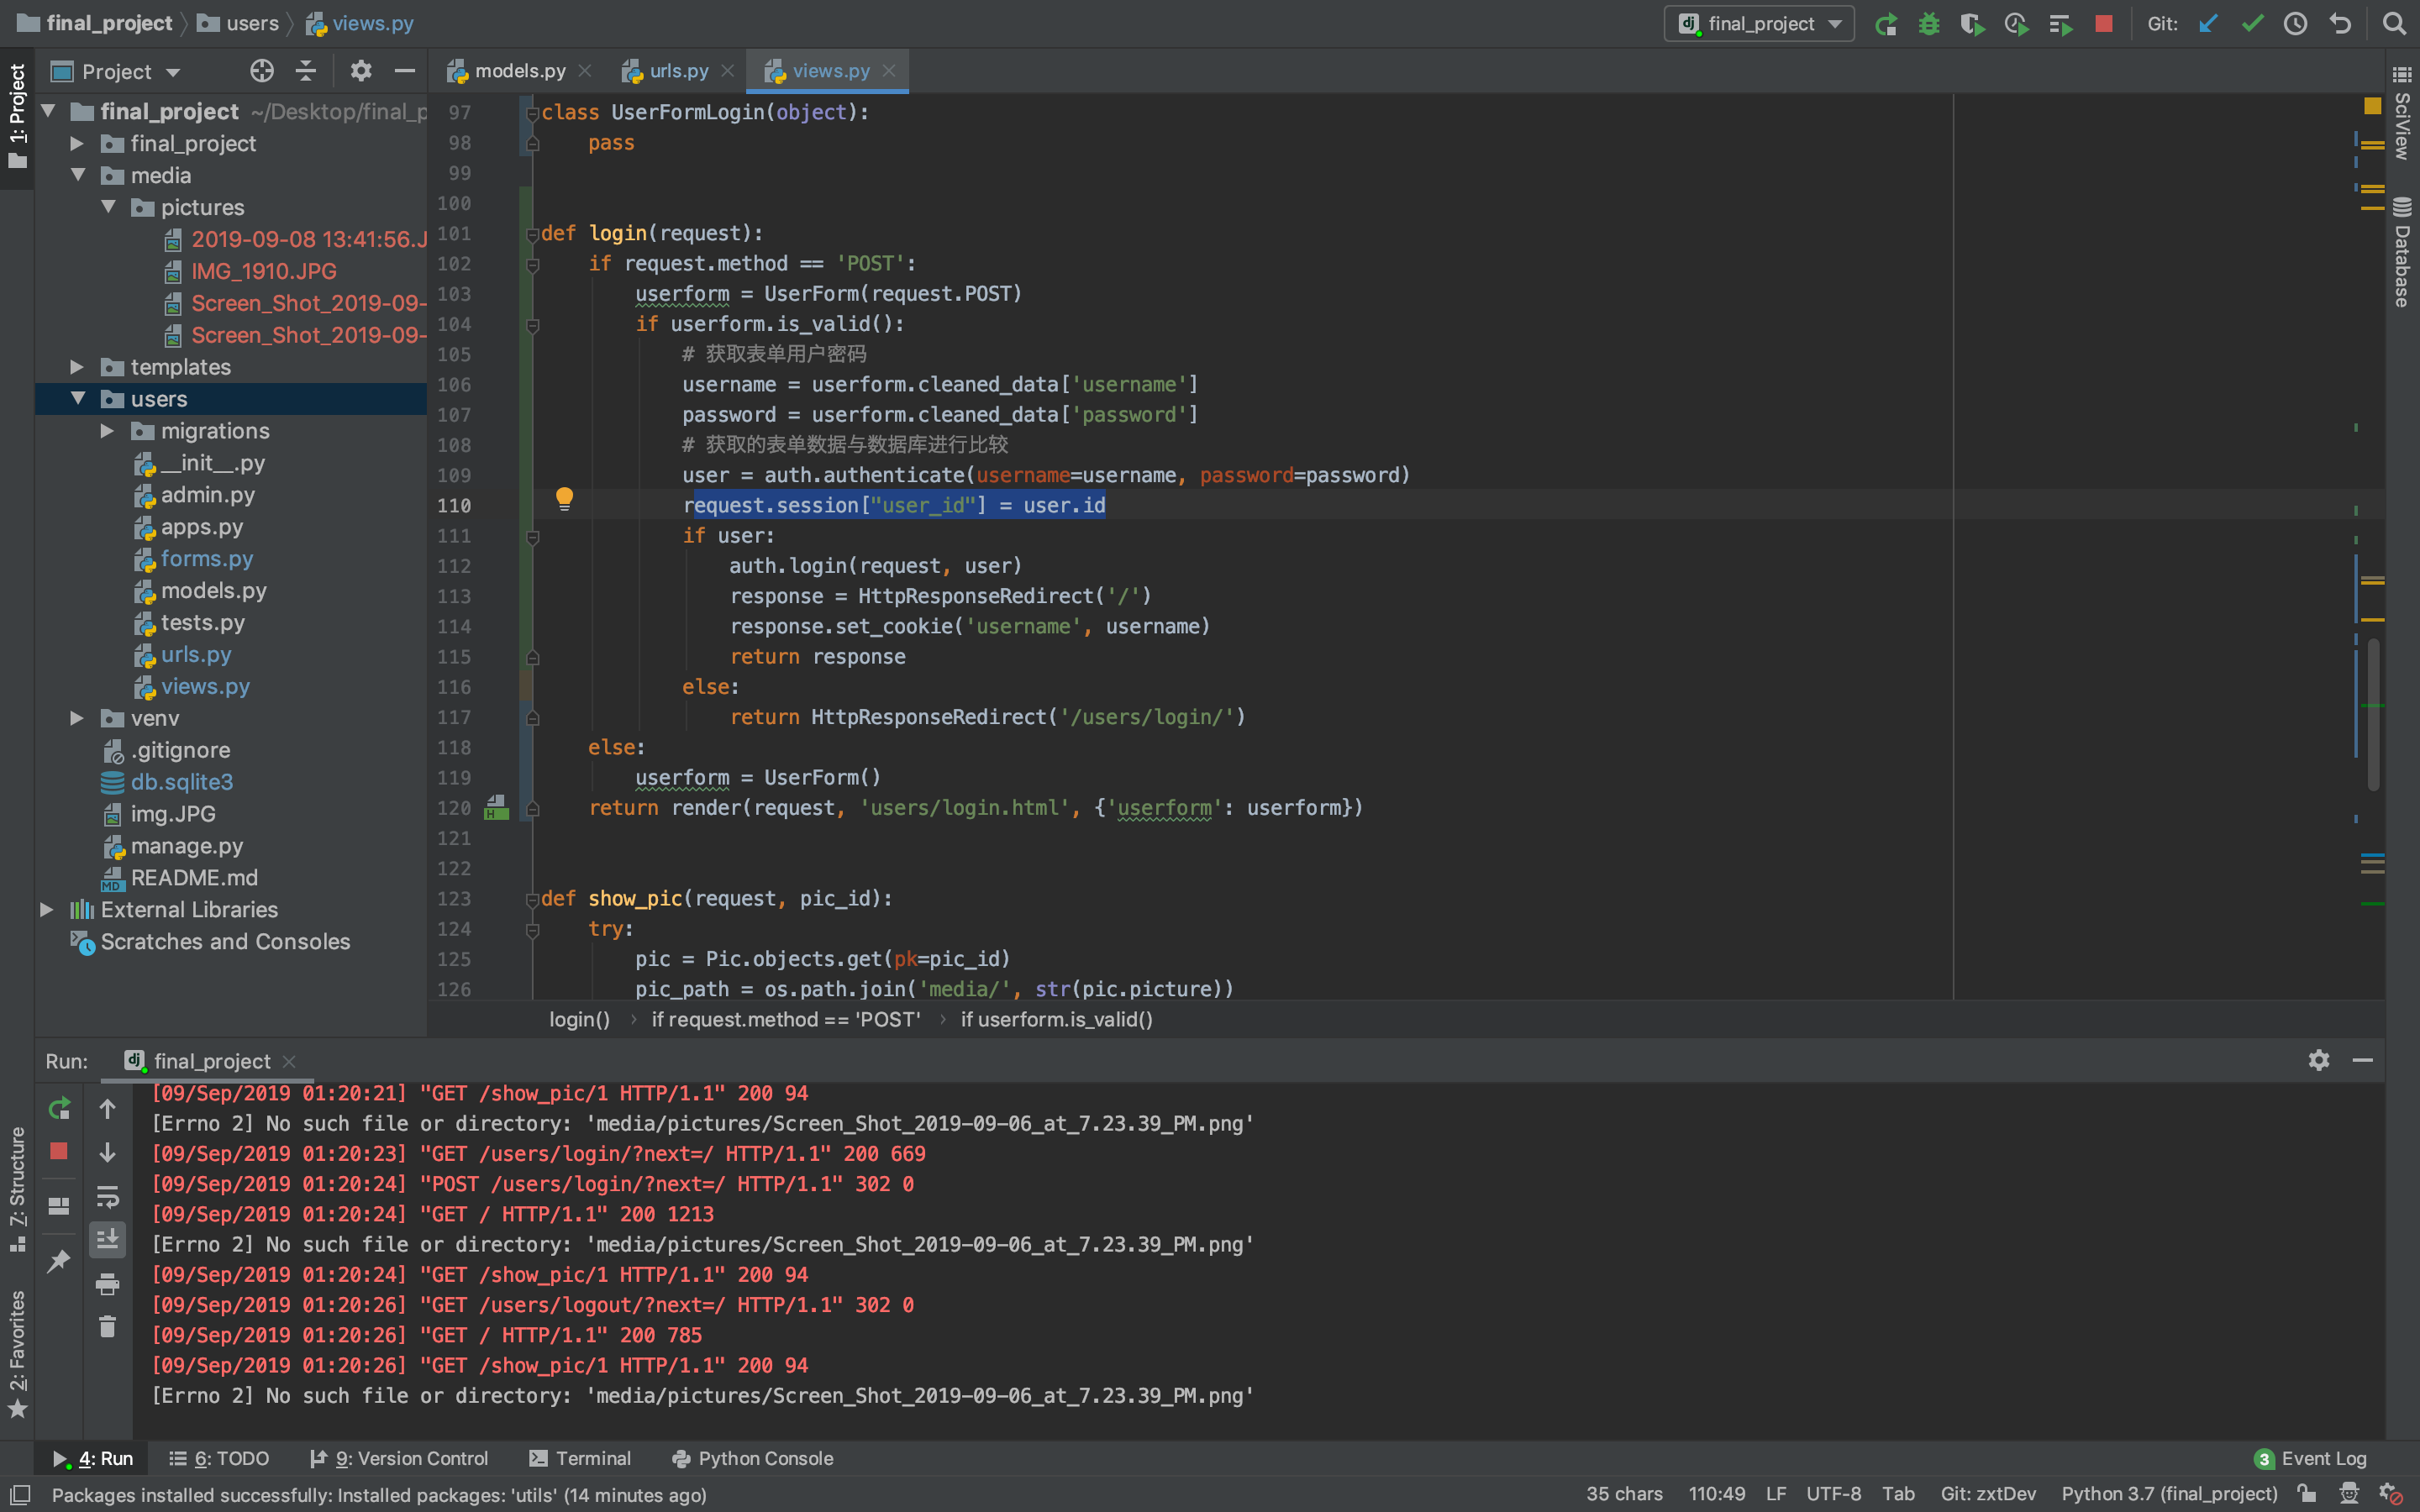 final_project users views.py
final_project
Git:
1: Project
Project
models.py
urls.py
views.py
final_project ~/Desktop/final_p
final_project
media
pictures
2019-09-08 13:41:56.J
IMG_1910.JPG
Screen_Shot_2019-09-
Screen_Shot_2019-09-
templates
users
migrations
__init__.py
admin.py
apps.py
forms.py
models.py
tests.py
urls.py
views.py
venv
.gitignore
db.sqlite3
img.JPG
manage.py
README.md
External Libraries
Scratches and Consoles
97 class UserFormLogin(object):
98 pass
99
100
101 def login(request):
102 if request.method == 'POST':
103 userform = UserForm(request.POST)
104 if userform.is_valid():
105 # 获取表单用户密码
106 username = userform.cleaned_data['username']
107 password = userform.cleaned_data['password']
108 # 获取的表单数据与数据库进行比较
109 user = auth.authenticate(username=username, password=password)
110 request.session["user_id"] = user.id
111 if user:
112 auth.login(request, user)
113 response = HttpResponseRedirect('/')
114 response.set_cookie('username', username)
115 return response
116 else:
117 return HttpResponseRedirect('/users/login/')
118 else:
119 userform = UserForm()
120 return render(request, 'users/login.html', {'userform': userform})
121
122
123 def show_pic(request, pic_id):
124 try:
125 pic = Pic.objects.get(pk=pic_id)
126 pic_path = os.path.join('media/', str(pic.picture))
login() › if request.method == 'POST' › if userform.is_valid()
SciView
Database
Run: final_project
[09/Sep/2019 01:20:21] "GET /show_pic/1 HTTP/1.1" 200 94
[Errno 2] No such file or directory: 'media/pictures/Screen_Shot_2019-09-06_at_7.23.39_PM.png'
[09/Sep/2019 01:20:23] "GET /users/login/?next=/ HTTP/1.1" 200 669
[09/Sep/2019 01:20:24] "POST /users/login/?next=/ HTTP/1.1" 302 0
[09/Sep/2019 01:20:24] "GET / HTTP/1.1" 200 1213
[Errno 2] No such file or directory: 'media/pictures/Screen_Shot_2019-09-06_at_7.23.39_PM.png'
[09/Sep/2019 01:20:24] "GET /show_pic/1 HTTP/1.1" 200 94
[09/Sep/2019 01:20:26] "GET /users/logout/?next=/ HTTP/1.1" 302 0
[09/Sep/2019 01:20:26] "GET / HTTP/1.1" 200 785
[09/Sep/2019 01:20:26] "GET /show_pic/1 HTTP/1.1" 200 94
[Errno 2] No such file or directory: 'media/pictures/Screen_Shot_2019-09-06_at_7.23.39_PM.png'
Z: Structure
2: Favorites
4: Run 6: TODO 9: Version Control Terminal Python Console 3 Event Log
Packages installed successfully: Installed packages: 'utils' (14 minutes ago) 35 chars 110:49 LF UTF-8 Tab Git: zxtDev Python 3.7 (final_project)